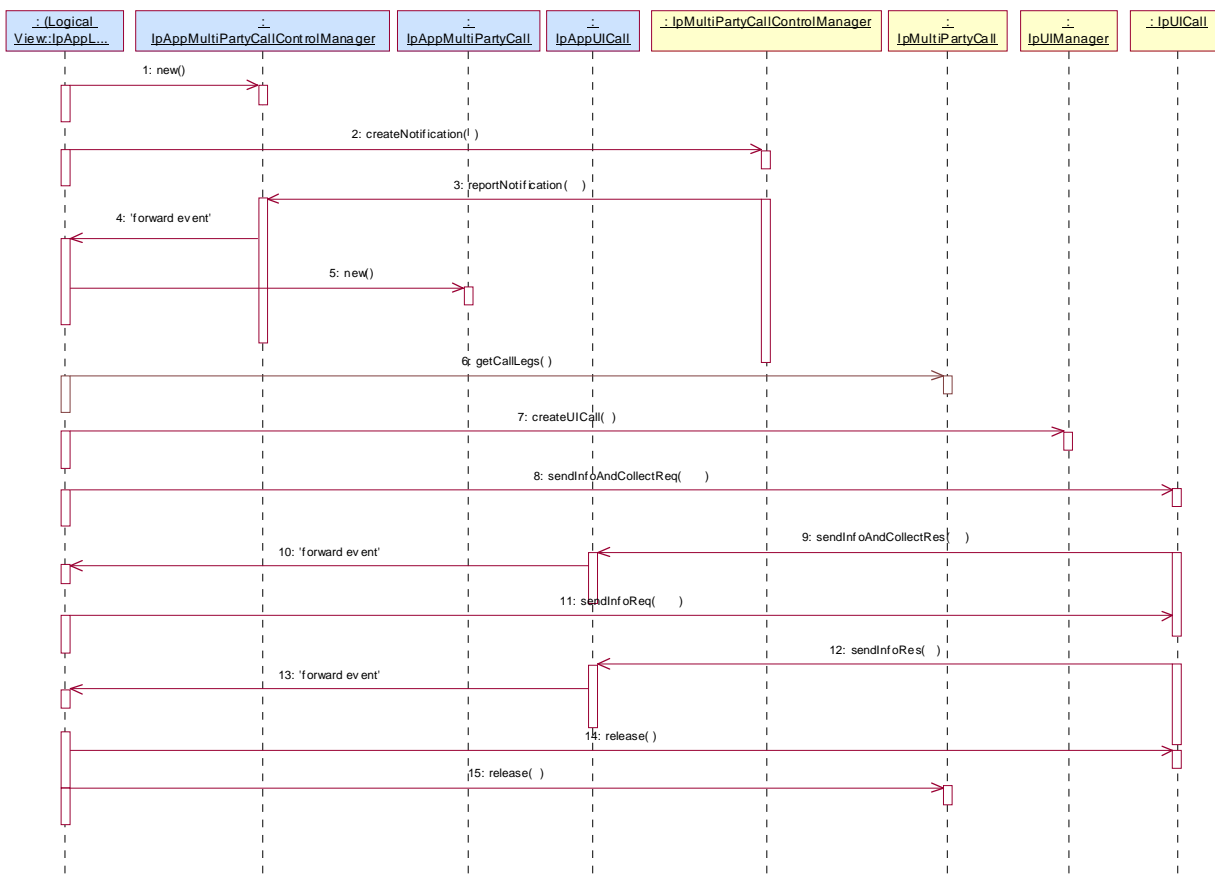 : (Logical
View::IpAppL...
:
IpAppMultiPartyCallControlManager
:
IpAppMultiPartyCall
:
IpAppUICall
: IpMultiPartyCallControlManager
:
IpMultiPartyCall
:
IpUIManager
: IpUICall
1: new()
2: createNotification( )
3: reportNotification( )
4: 'forward event'
5: new()
6: getCallLegs( )
7: createUICall( )
8: sendInfoAndCollectReq( )
9: sendInfoAndCollectRes( )
10: 'forward event'
11: sendInfoReq( )
12: sendInfoRes( )
13: 'forward event'
14: release( )
15: release( )